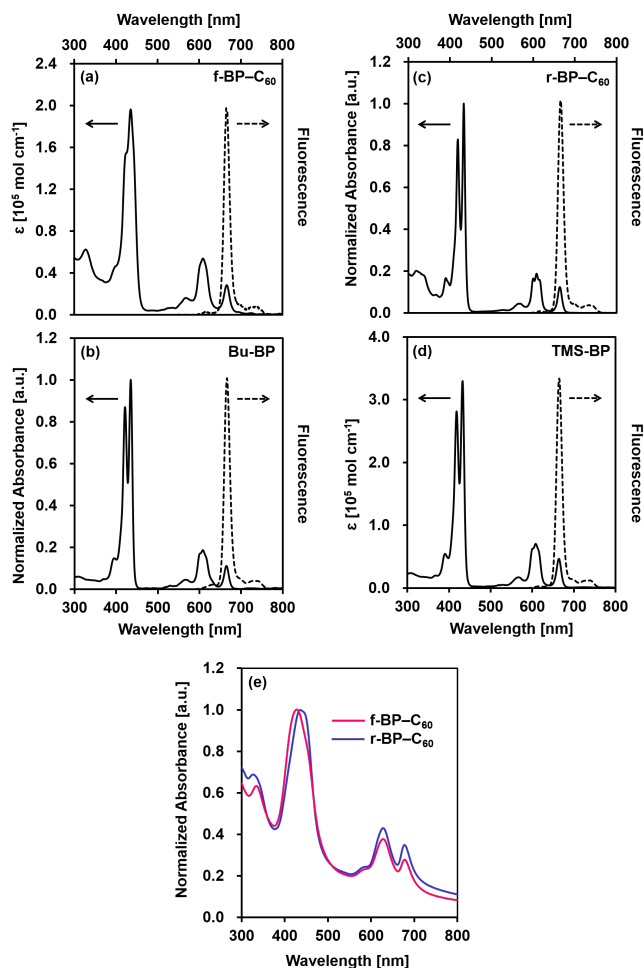 Wavelength [nm]
300 400 500 600 700 800
(a)
f-BP–C60
ε [10⁵ mol cm⁻¹]
2.4
2.0
1.6
1.2
0.8
0.4
0.0
Fluorescence
Wavelength [nm]
300 400 500 600 700 800
(c)
r-BP–C60
Normalized Absorbance [a.u.]
1.2
1.0
0.8
0.6
0.4
0.2
0.0
Fluorescence
(b)
Bu-BP
Normalized Absorbance [a.u.]
1.2
1.0
0.8
0.6
0.4
0.2
0.0
Fluorescence
300 400 500 600 700 800
Wavelength [nm]
(d)
TMS-BP
ε [10⁵ mol cm⁻¹]
4.0
3.0
2.0
1.0
0.0
Fluorescence
300 400 500 600 700 800
Wavelength [nm]
(e)
f-BP–C60
r-BP–C60
Normalized Absorbance [a.u.]
1.2
1.0
0.8
0.6
0.4
0.2
0.0
300 400 500 600 700 800
Wavelength [nm]